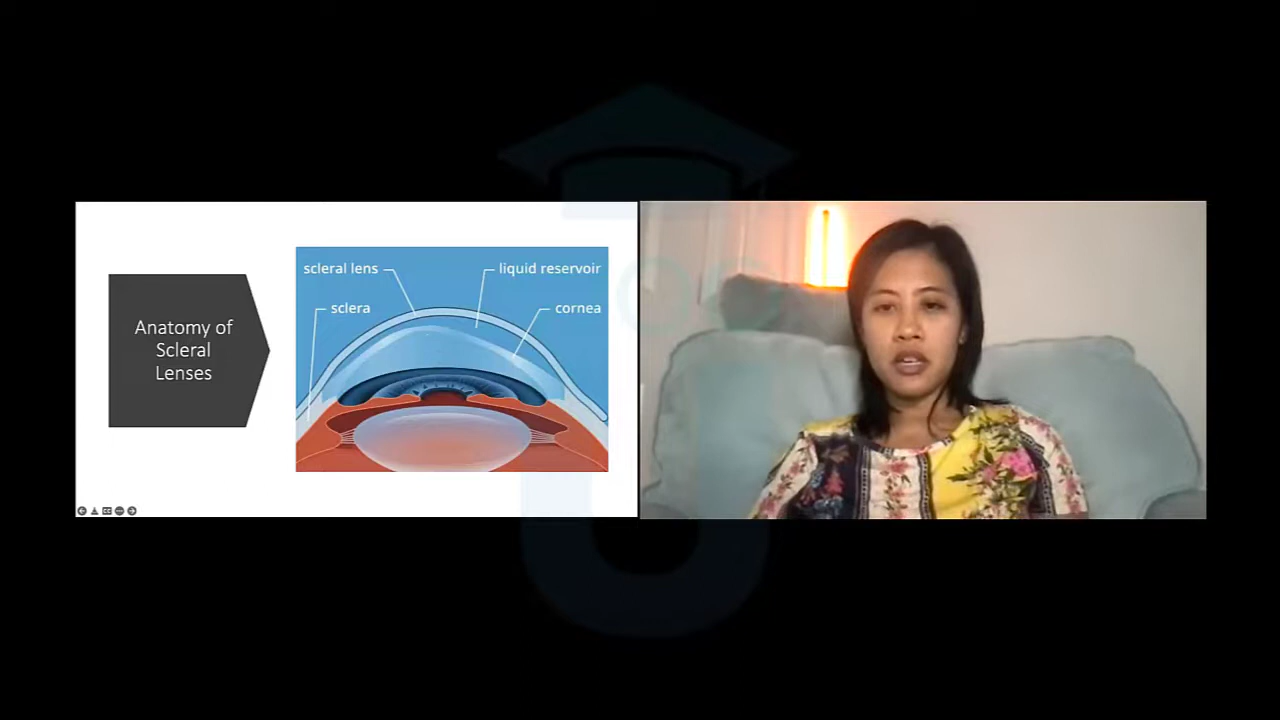 Anatomy of
Scleral
Lenses
scleral lens
liquid reservoir
sclera
cornea